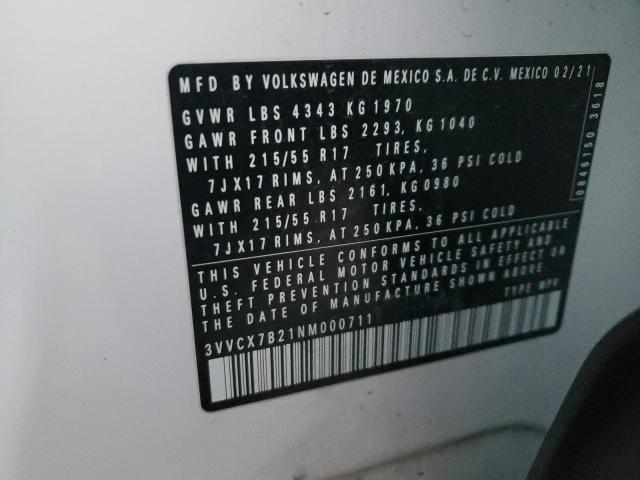 MFD BY VOLKSWAGEN DE MEXICO S.A. DE C.V. MEXICO 02/21
GVWR LBS 4343 KG 1970
GAWR FRONT LBS 2293, KG 1040
WITH 215/55 R17 TIRES,
7JX17 RIMS, AT 250 KPA, 36 PSI COLD
GAWR REAR LBS 2161, KG 0980
WITH 215/55 R17 TIRES,
7JX17 RIMS, AT 250 KPA, 36 PSI COLD
THIS VEHICLE CONFORMS TO ALL APPLICABLE
U.S. FEDERAL MOTOR VEHICLE SAFETY AND
THEFT PREVENTION STANDARDS IN EFFECT ON
THE DATE OF MANUFACTURE SHOWN ABOVE.
3VVCX7B21NM000711 TYPE MPV
0846150 3618